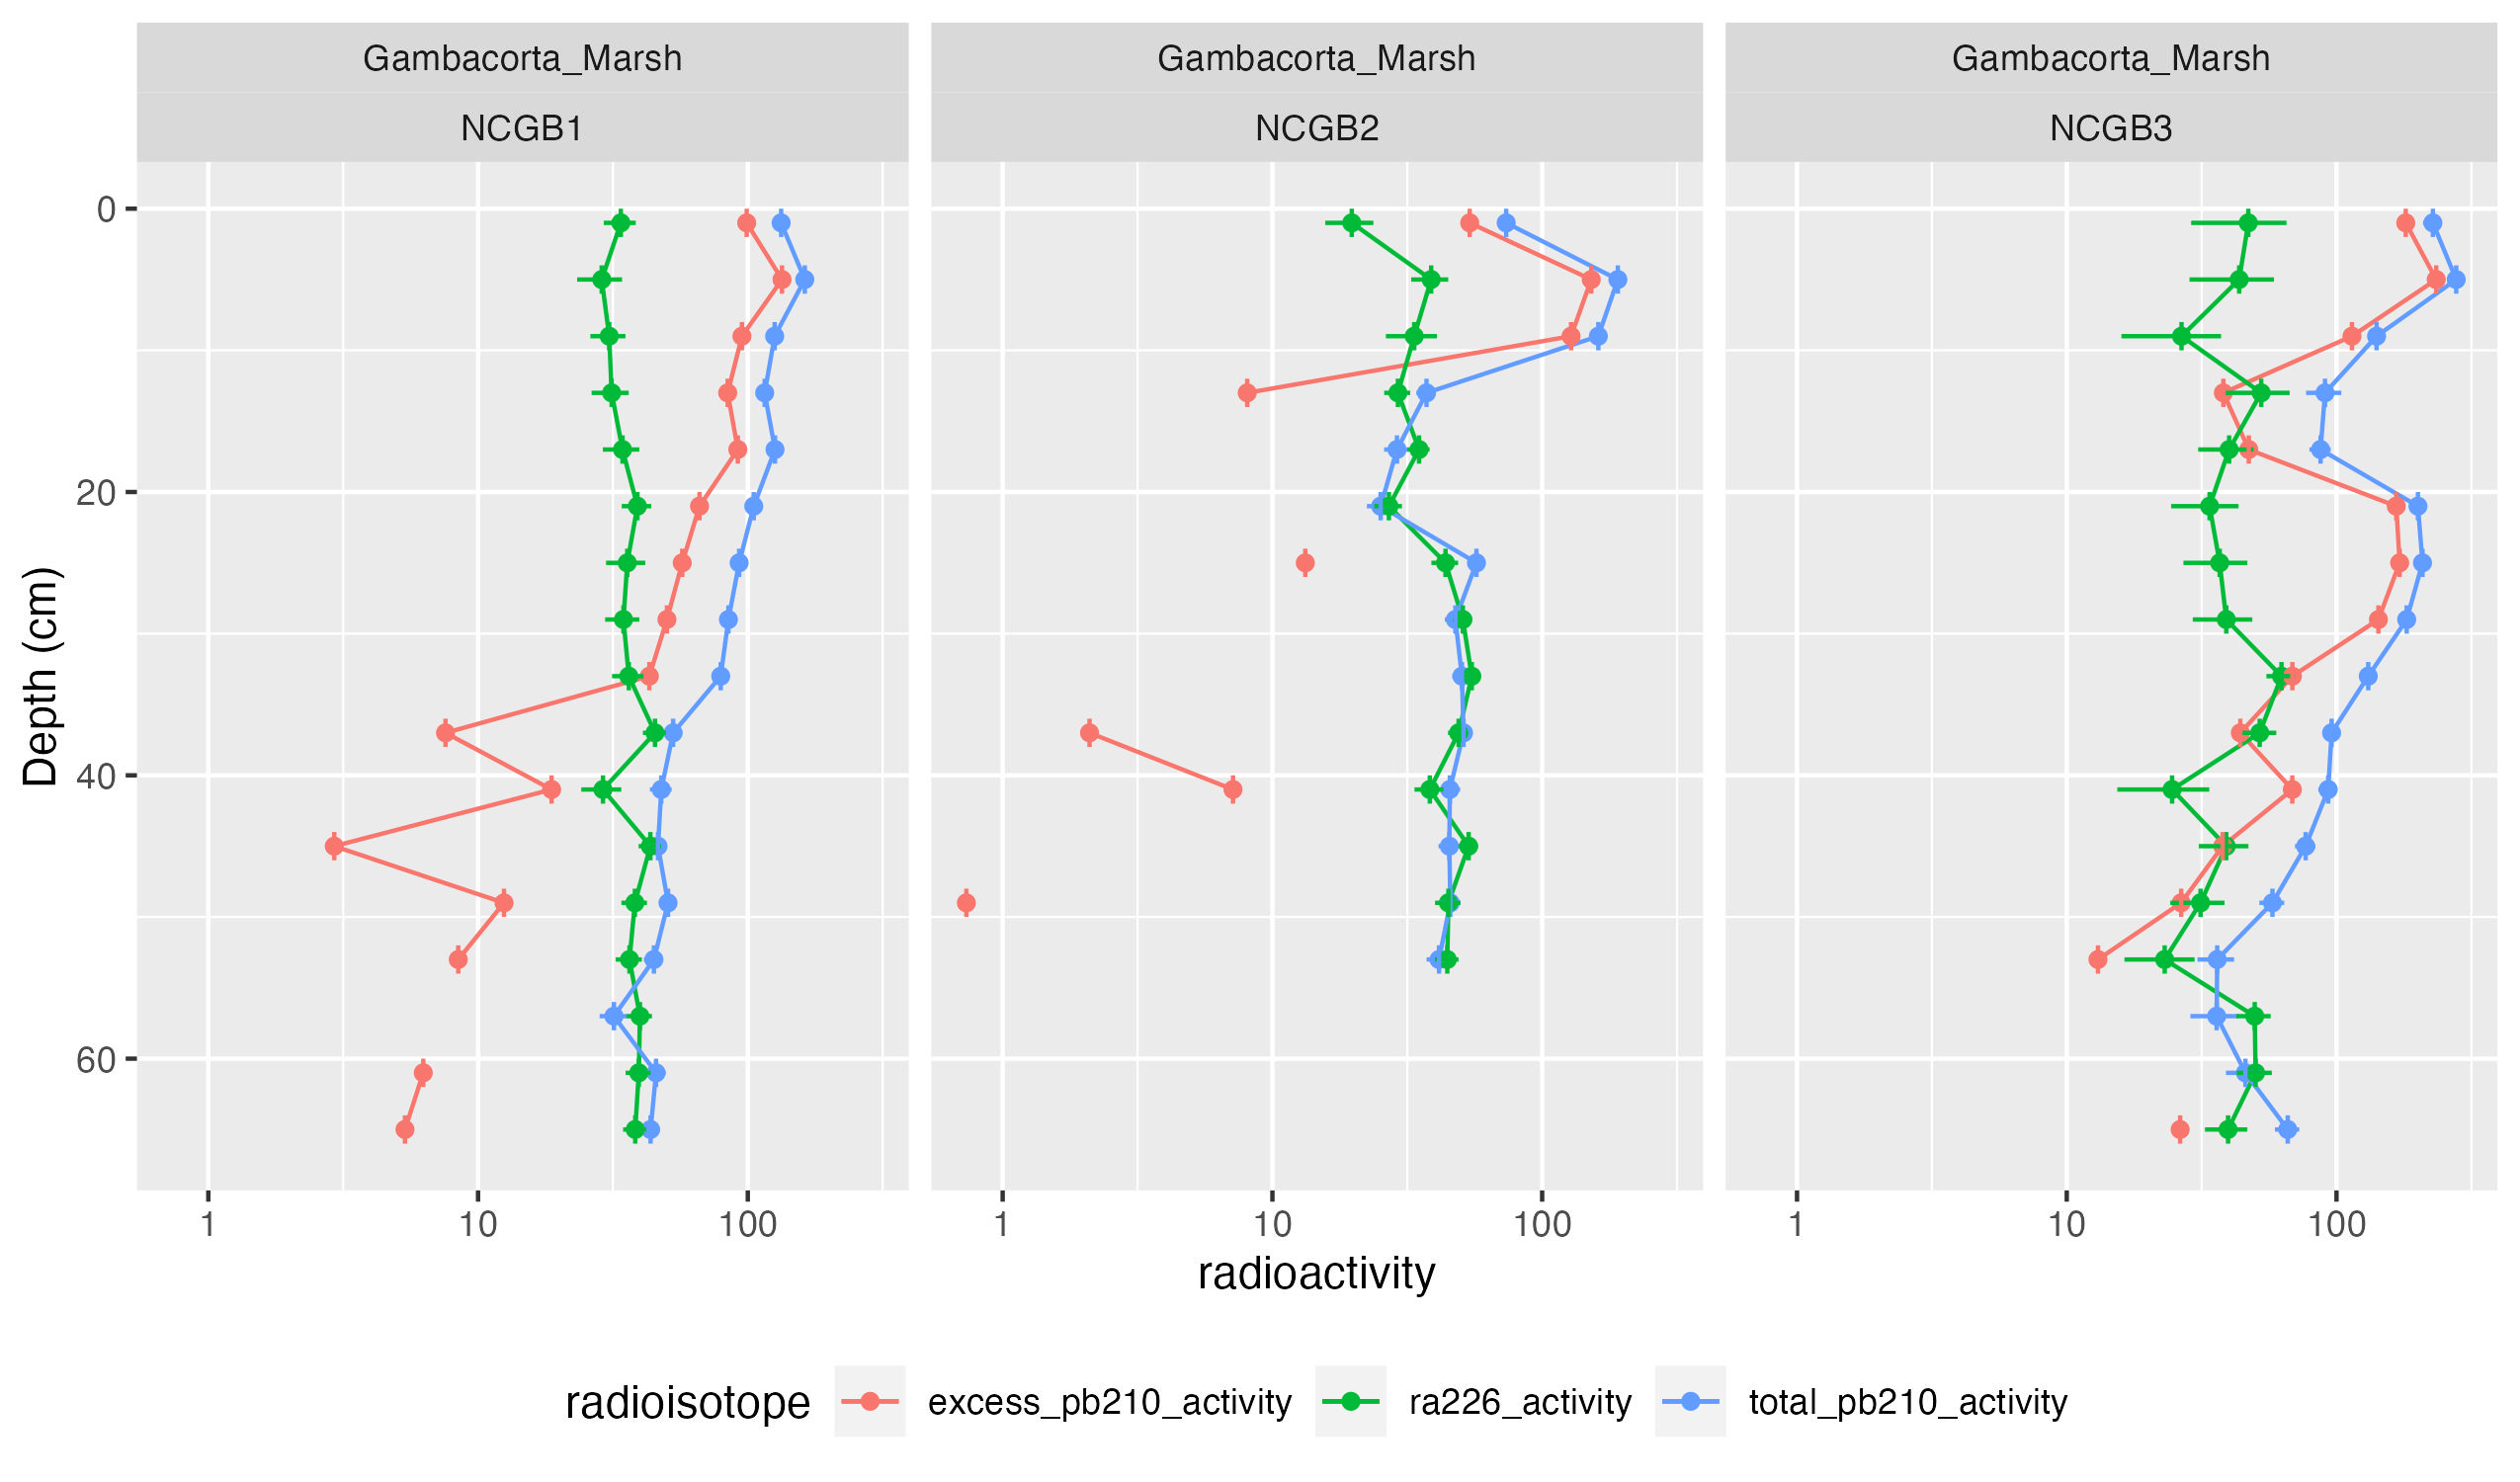 Gambacorta_Marsh Gambacorta_Marsh Gambacorta_Marsh
NCGB1 NCGB2 NCGB3
0
20
40
60
Depth (cm)
1 10 100 1 10 100 1 10 100
radioactivity
radioisotope excess_pb210_activity ra226_activity total_pb210_activity